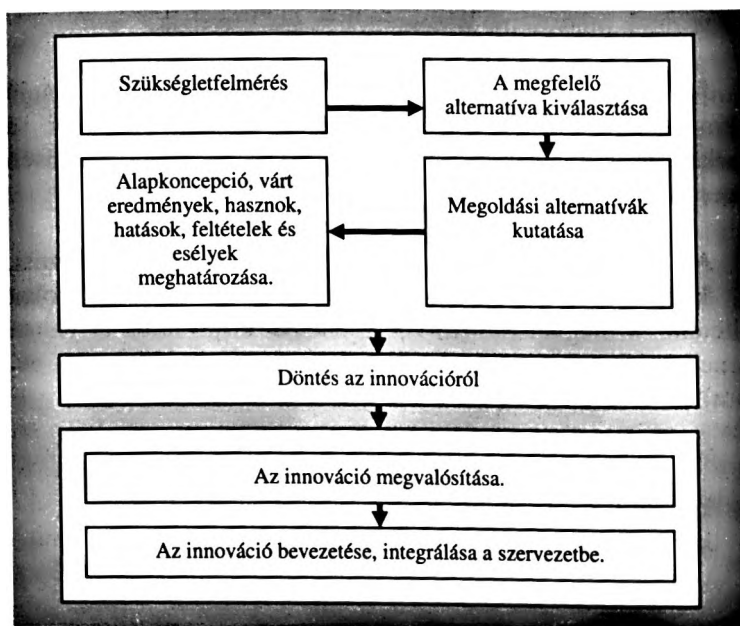 Szükségletfelmérés
A megfelelő
alternatíva kiválasztása
Alapkoncepció, várt
eredmények, hasznok,
hatások, feltételek és
esélyek
meghatározása.
Megoldási alternatívák
kutatása
Döntés az innovációról
Az innováció megvalósítása.
Az innováció bevezetése, integrálása a szervezetbe.